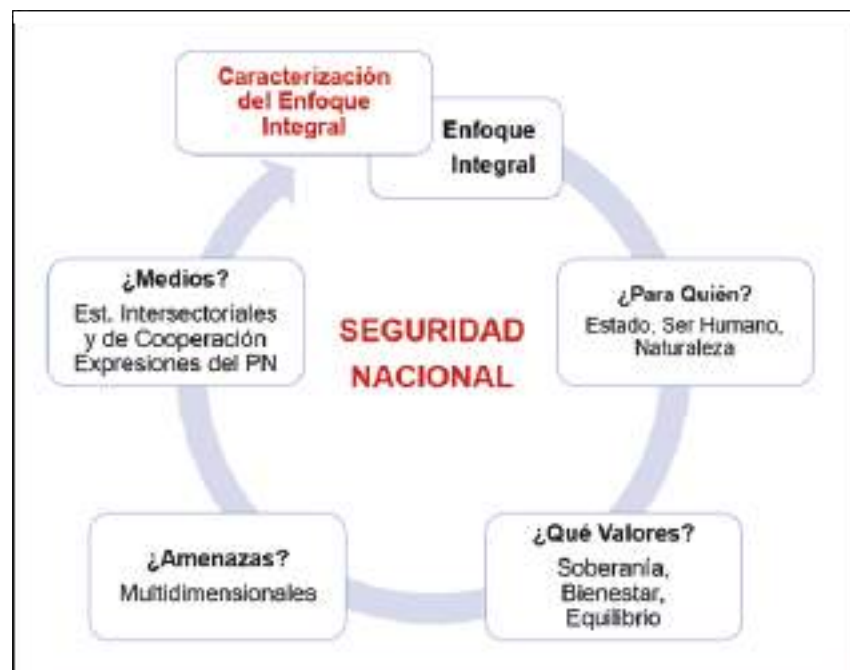 Caracterización
del Enfoque
Integral
Enfoque
Integral
¿Para Quién?
Estado, Ser Humano,
Naturaleza
¿Qué Valores?
Soberanía,
Bienestar,
Equilibrio
¿Amenazas?
Multidimensionales
¿Medios?
Est. Intersectoriales
y de Cooperación
Expresiones del PN
SEGURIDAD
NACIONAL